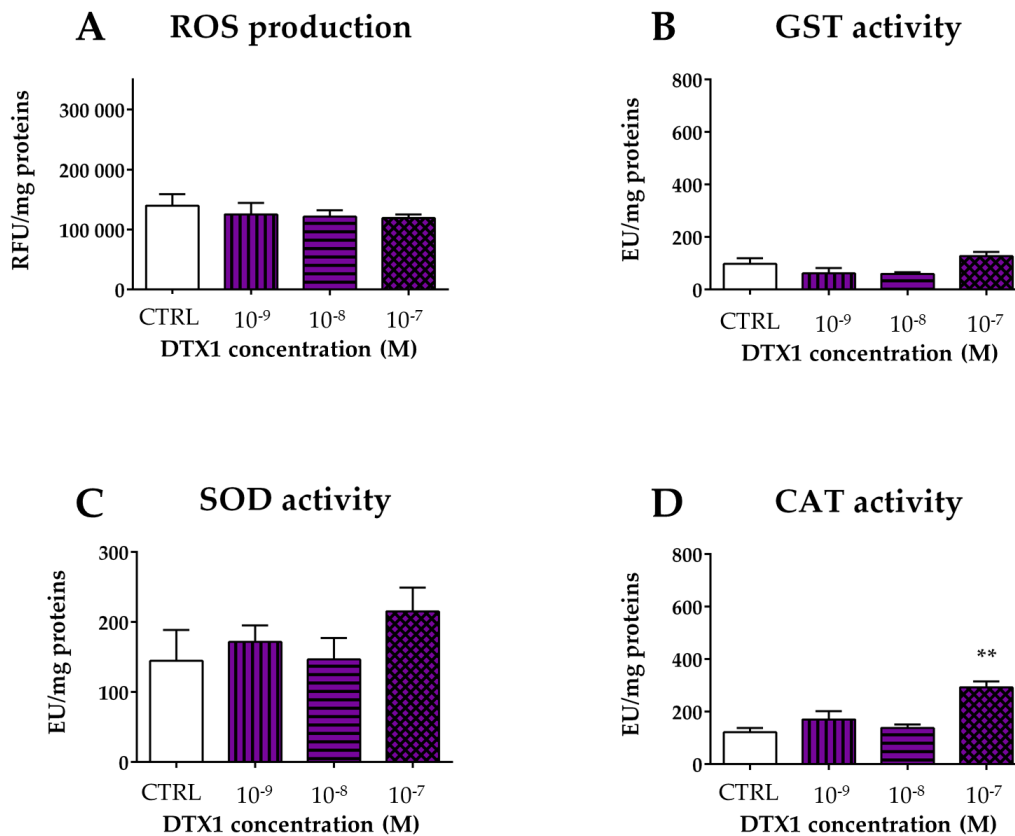 A ROS production
RFU/mg proteins
300 000
200 000
100 000
0
CTRL 10⁻⁹ 10⁻⁸ 10⁻⁷
DTX1 concentration (M)
B GST activity
EU/mg proteins
800
600
400
200
0
CTRL 10⁻⁹ 10⁻⁸ 10⁻⁷
DTX1 concentration (M)
C SOD activity
EU/mg proteins
300
200
100
0
CTRL 10⁻⁹ 10⁻⁸ 10⁻⁷
DTX1 concentration (M)
D CAT activity
EU/mg proteins
800
600
400
200
0
**
CTRL 10⁻⁹ 10⁻⁸ 10⁻⁷
DTX1 concentration (M)